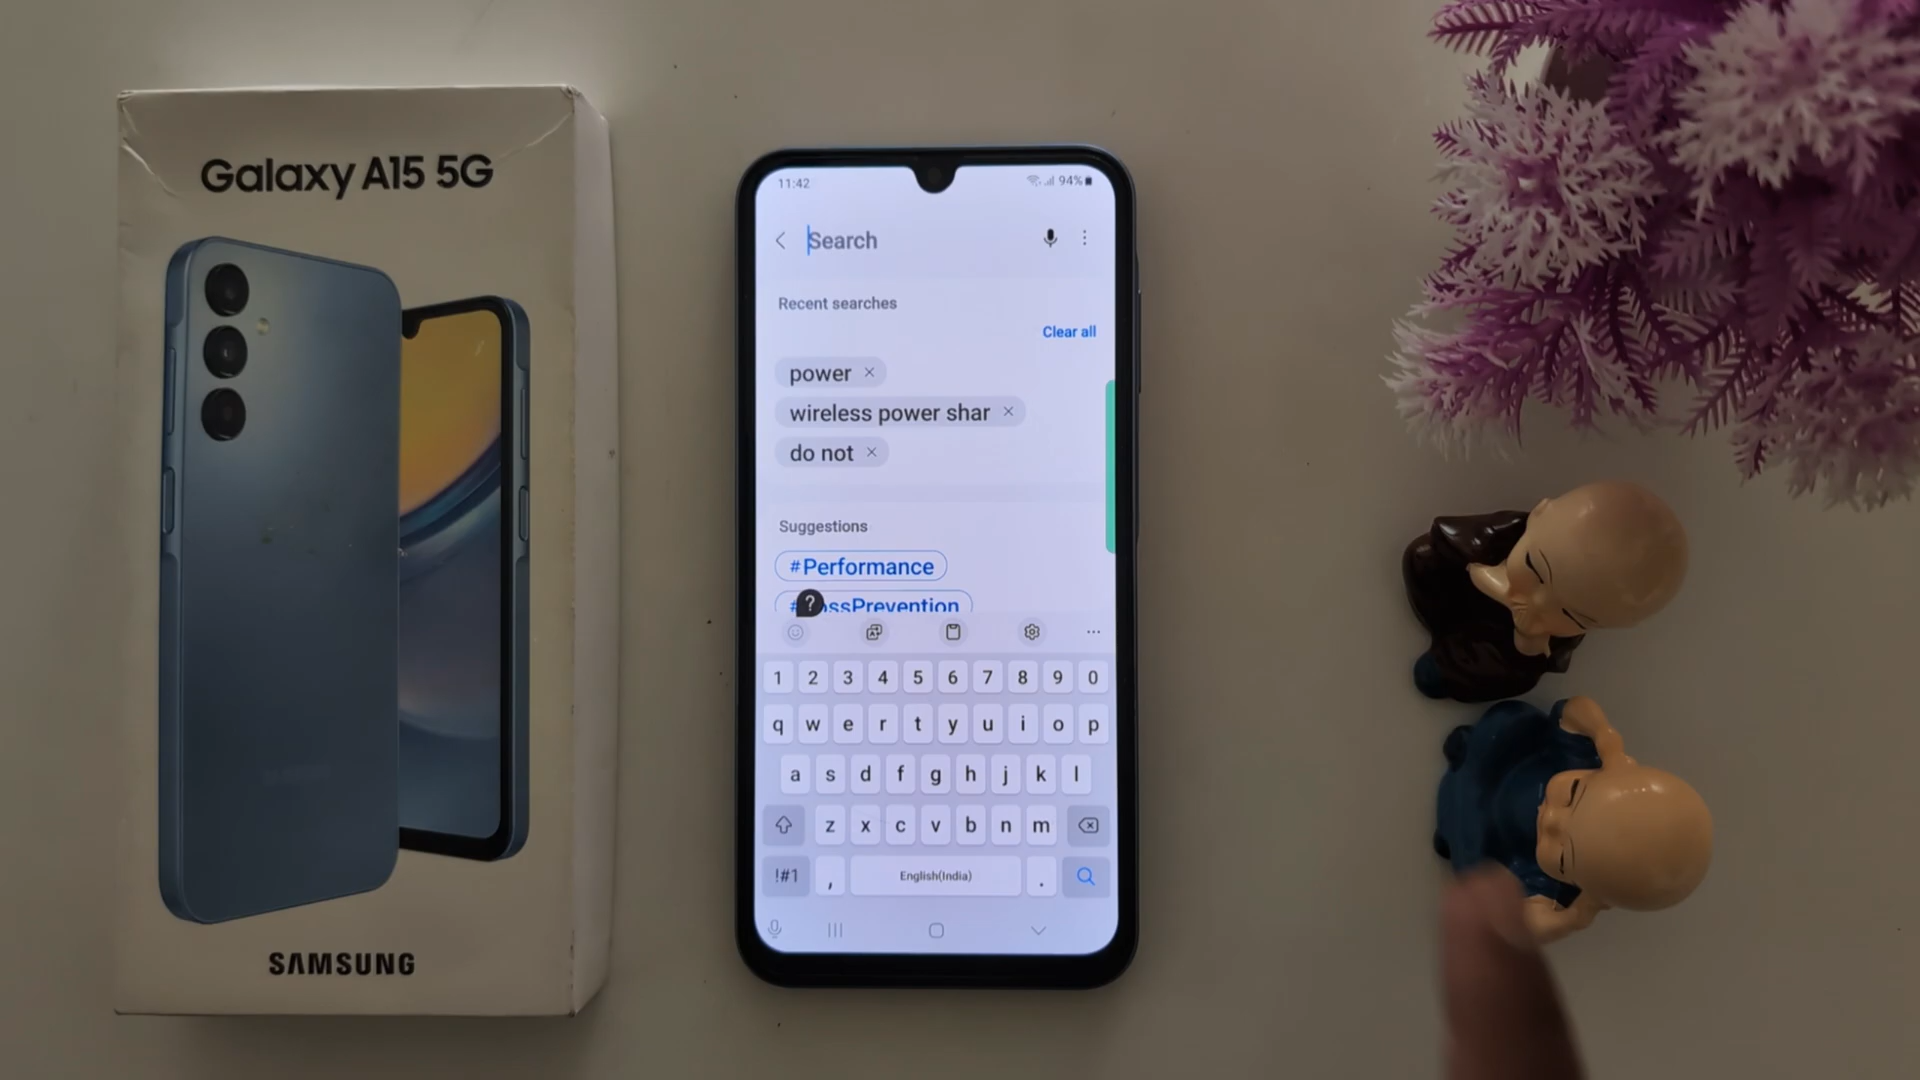 Galaxy A15 5G
SAMSUNG
11:42
94%
Search
Recent searches
Clear all
power ×
wireless power shar ×
do not ×
Suggestions
#Performance
#LossPrevention
?
1 2 3 4 5 6 7 8 9 0
q w e r t y u i o p
a s d f g h j k l
z x c v b n m
!#1 , English(India) .